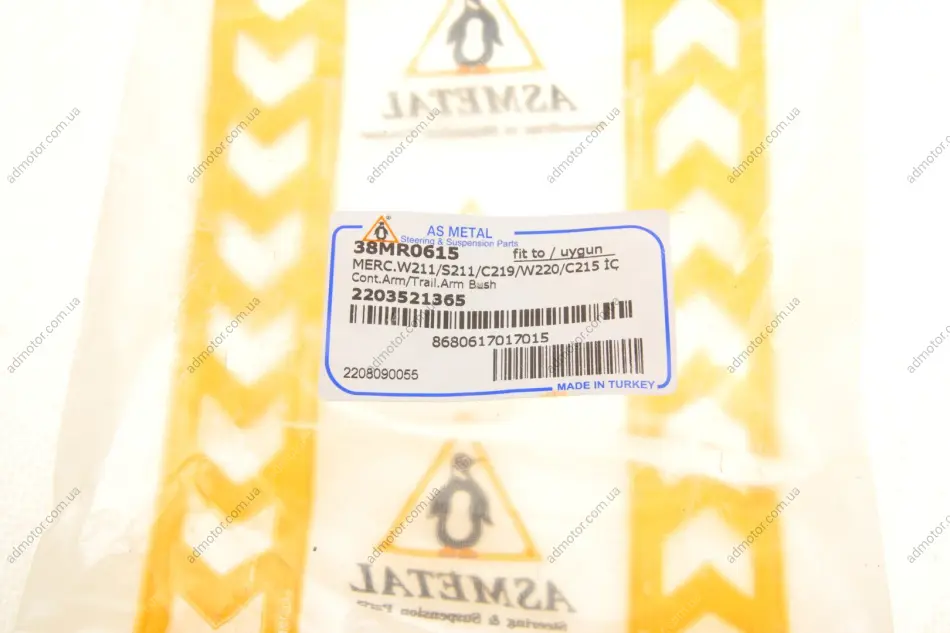 ASMETAL
AS METAL
Steering & Suspension Parts
38MR0615
fit to / uygun
MERC.W211/S211/C219/W220/C215 İÇ
Cont.Arm/Trail.Arm Bush
2203521365
8680617017015
2208090056
MADE IN TURKEY
ASMETAL
Steering & Suspension Parts
admotor.com.ua